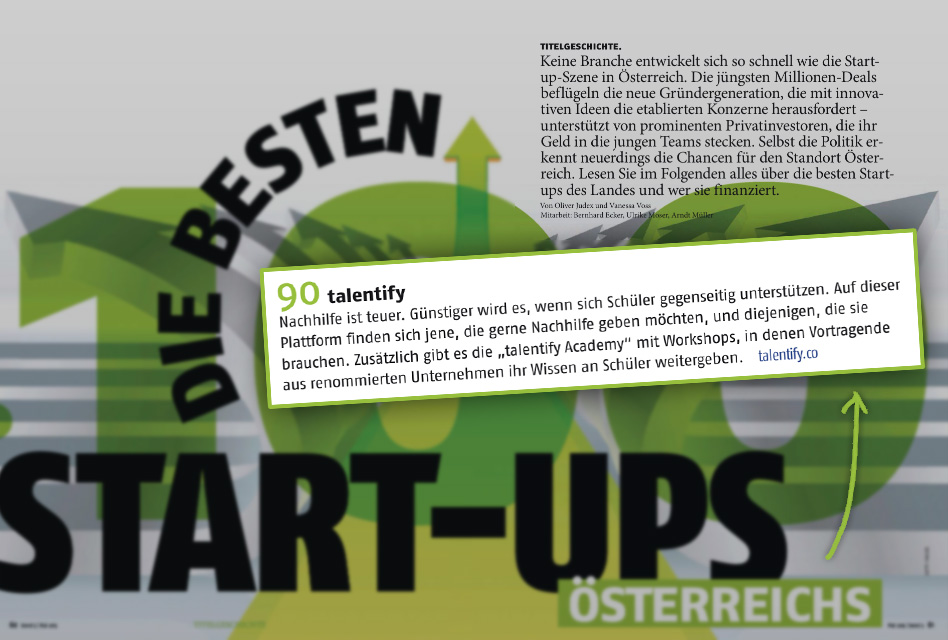 TITELGESCHICHTE.
Keine Branche entwickelt sich so schnell wie die Start-
up-Szene in Österreich. Die jüngsten Millionen-Deals
beflügeln die neue Gründergeneration, die mit innova-
tiven Ideen die etablierten Konzerne herausfordert –
unterstützt von prominenten Privatinvestoren, die ihr
Geld in die jungen Teams stecken. Selbst die Politik er-
kennt neuerdings die Chancen für den Standort Öster-
reich. Lesen Sie im Folgenden alles über die besten Start-
ups des Landes und wer sie finanziert.
Von Oliver Judex und Vanessa Voss
Mitarbeit: Bernhard Ecker, Ulrike Moser, Arndt Müller
DIE BESTEN
100
90 talentify
Nachhilfe ist teuer. Günstiger wird es, wenn sich Schüler gegenseitig unterstützen. Auf dieser
Plattform finden sich jene, die gerne Nachhilfe geben möchten, und diejenigen, die sie
brauchen. Zusätzlich gibt es die „talentify Academy“ mit Workshops, in denen Vortragende
aus renommierten Unternehmen ihr Wissen an Schüler weitergeben. talentify.co
START-UPS
ÖSTERREICHS